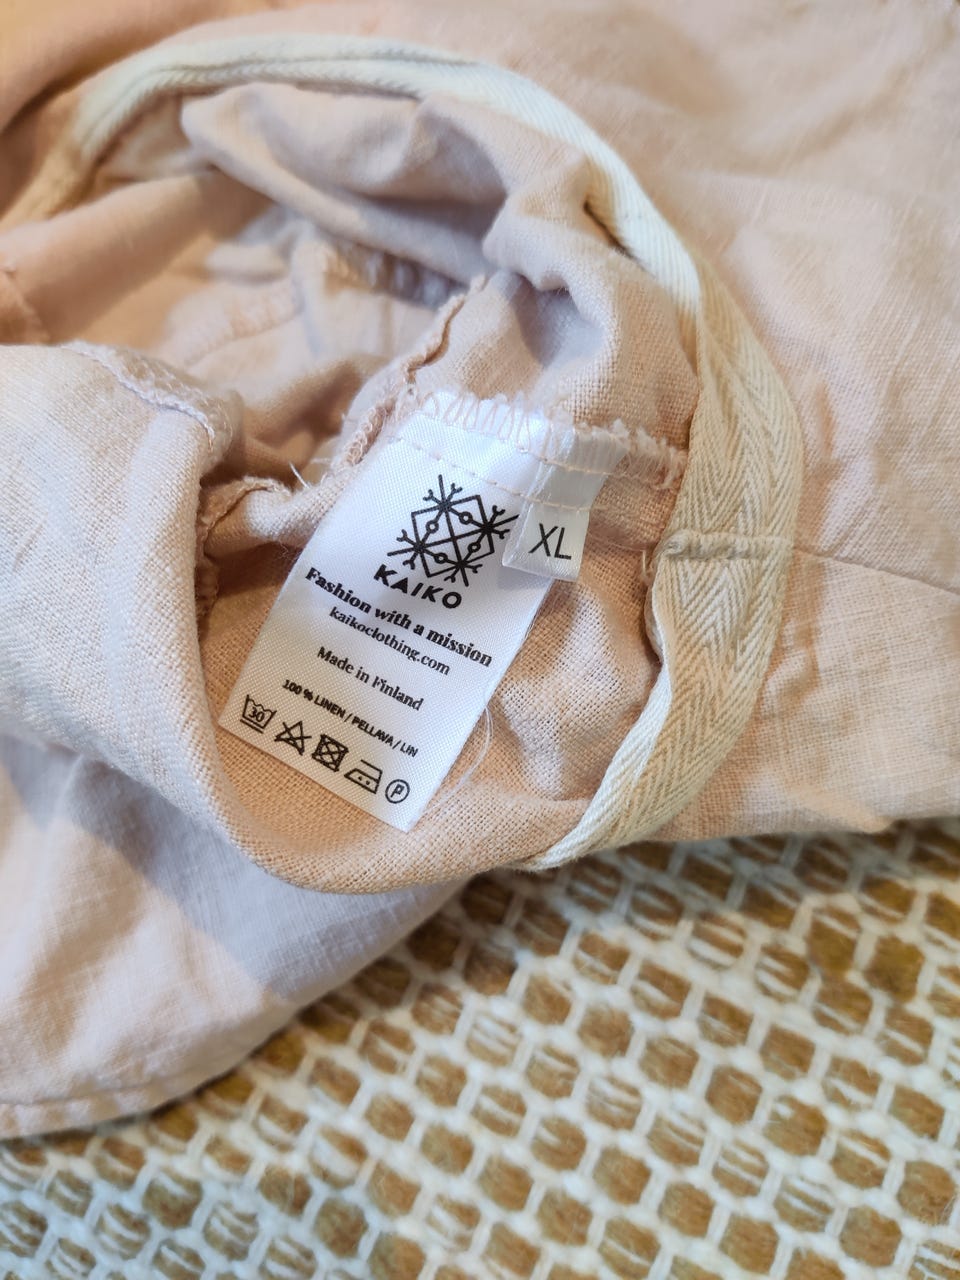 KAIKO
XL
Fashion with a mission
kaikoclothing.com
Made in Finland
100 % LINEN / PELLAVA / LIN
30
P